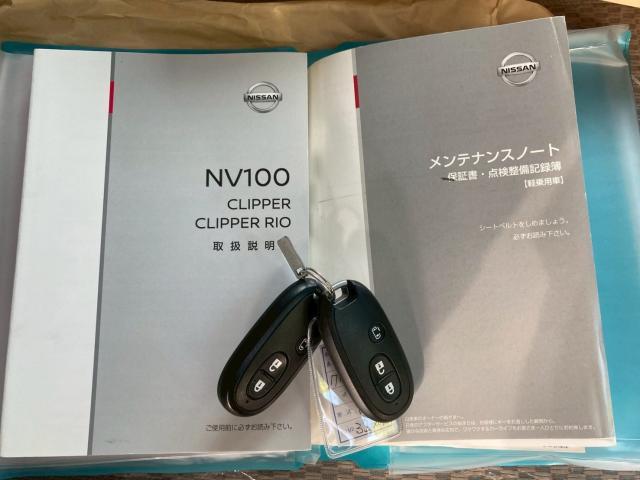 NISSAN
NV100
CLIPPER
CLIPPER RIO
取扱説明
ご使用前に必ずお読み下さい。
NISSAN
メンテナンスノート
保証書・点検整備記録簿
【軽乗用車】
シートベルトをしめましょう。
必ずお読み下さい。